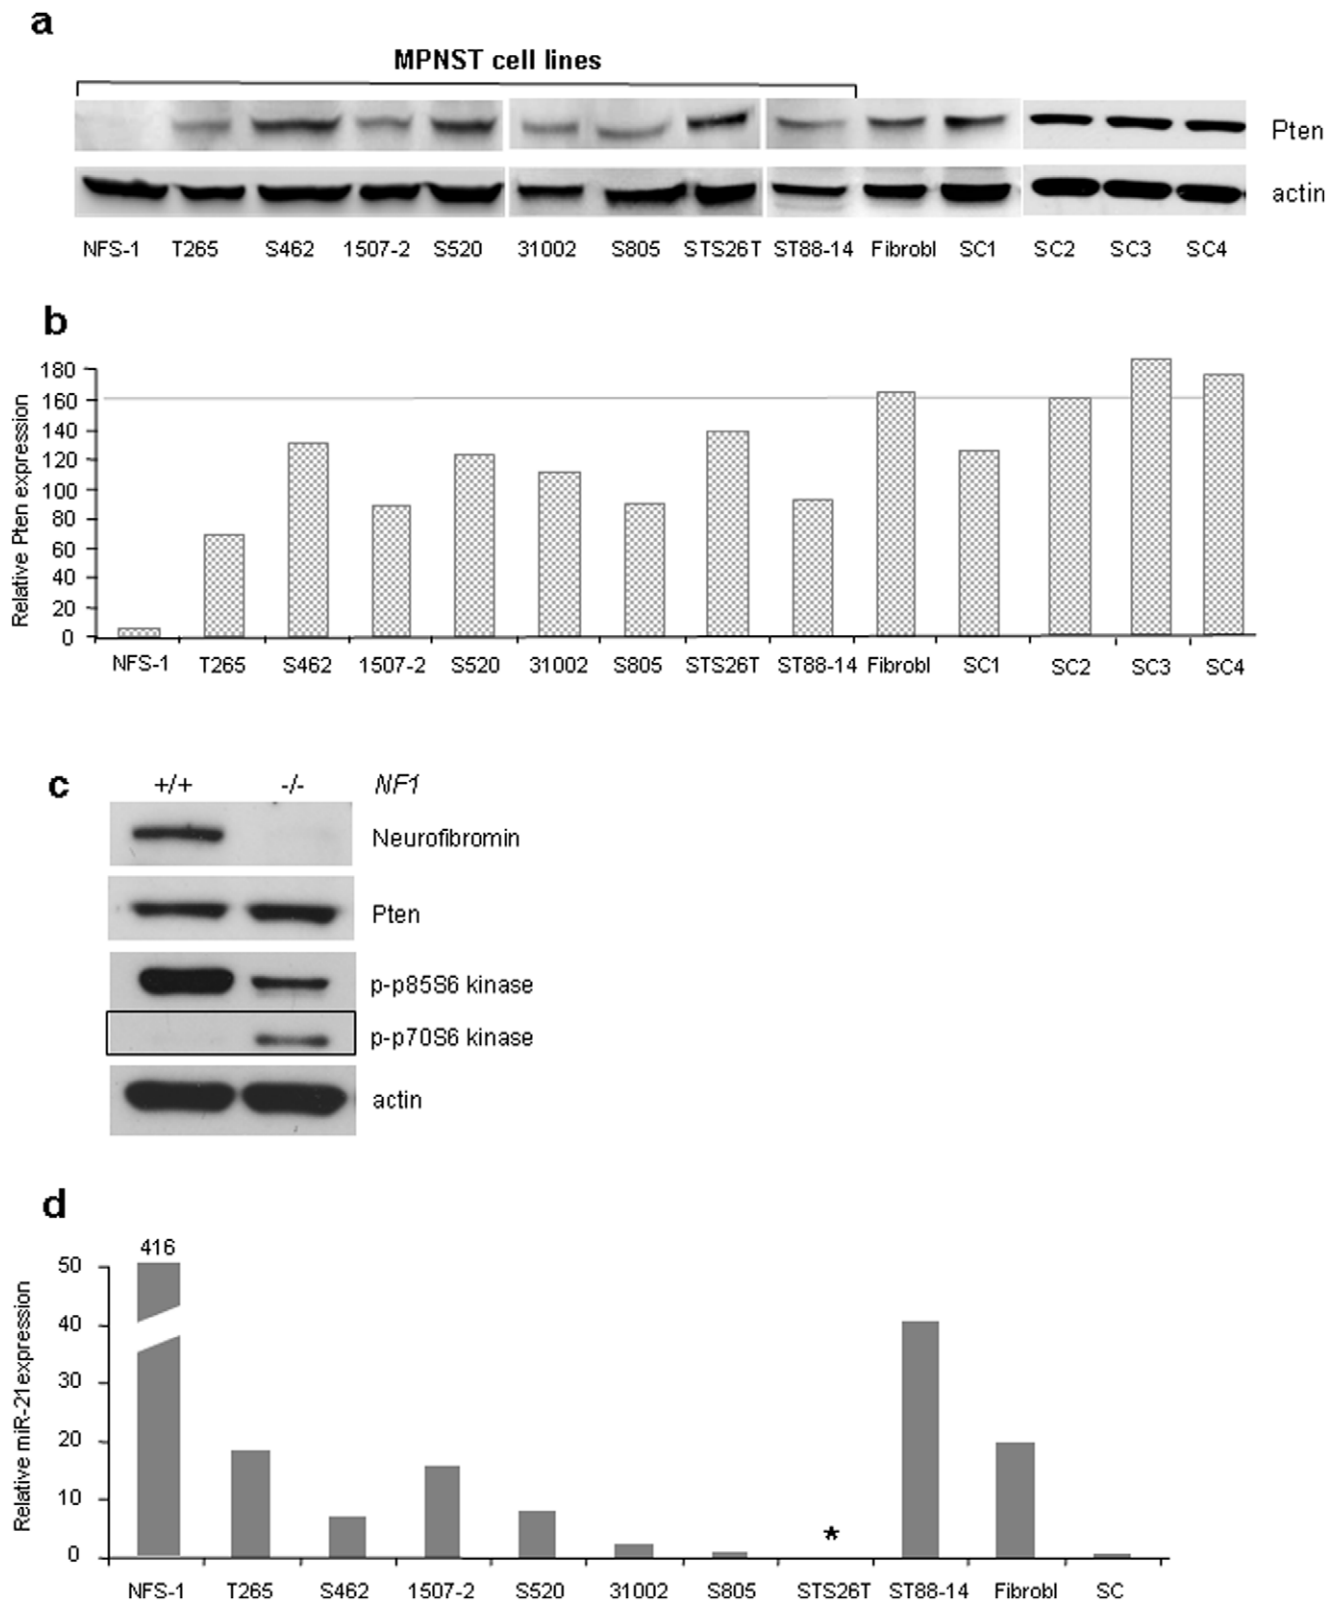 a
MPNST cell lines
Pten
actin
NFS-1 T265 S462 1507-2 S520 31002 S805 STS26T ST88-14 Fibrobl SC1 SC2 SC3 SC4
b
Relative Pten expression
180
160
140
120
100
80
60
40
20
0
NFS-1 T265 S462 1507-2 S520 31002 S805 STS26T ST88-14 Fibrobl SC1 SC2 SC3 SC4
c +/+ -/- NF1
Neurofibromin
Pten
p-p85S6 kinase
p-p70S6 kinase
actin
d
Relative miR-21expression
416
50
40
30
20
10
0
*
NFS-1 T265 S462 1507-2 S520 31002 S805 STS26T ST88-14 Fibrobl SC